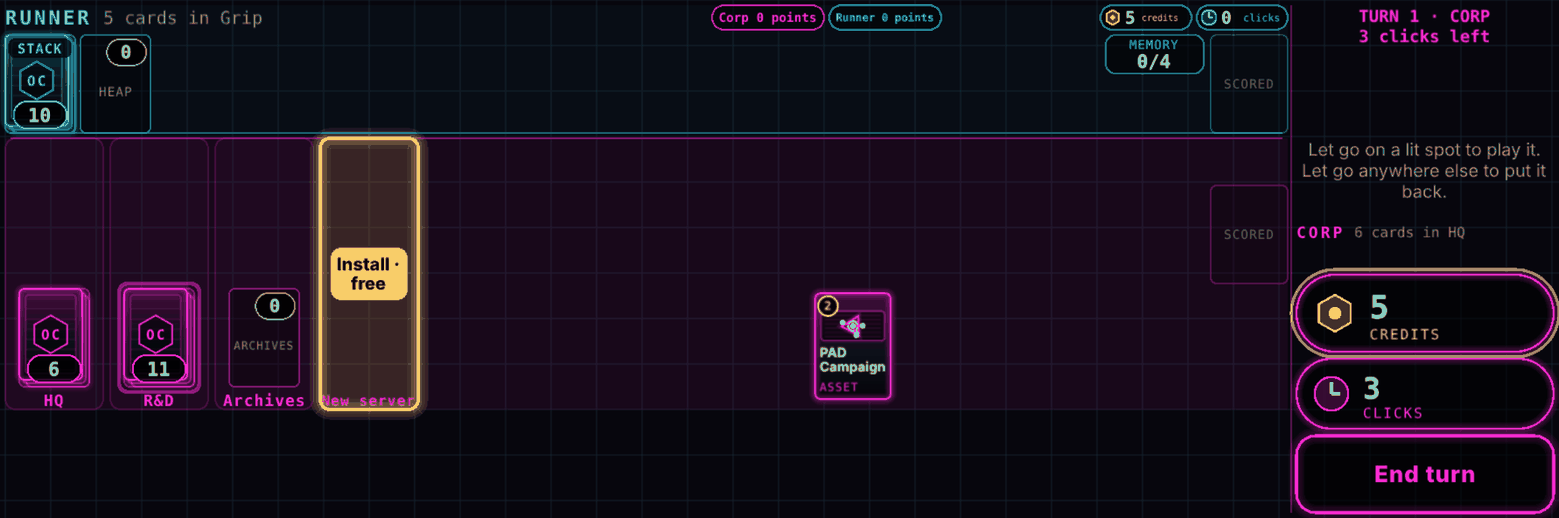 RUNNER 5 cards in Grip
Corp 0 points
Runner 0 points
5 credits
0 clicks
TURN 1 · CORP
3 clicks left
STACK
OC
10
0
HEAP
MEMORY
0/4
SCORED
Let go on a lit spot to play it.
Let go anywhere else to put it
back.
SCORED
CORP 6 cards in HQ
Install ·
free
OC
6
HQ
OC
11
R&D
0
ARCHIVES
Archives
New server
2
PAD
Campaign
ASSET
5
CREDITS
3
CLICKS
End turn